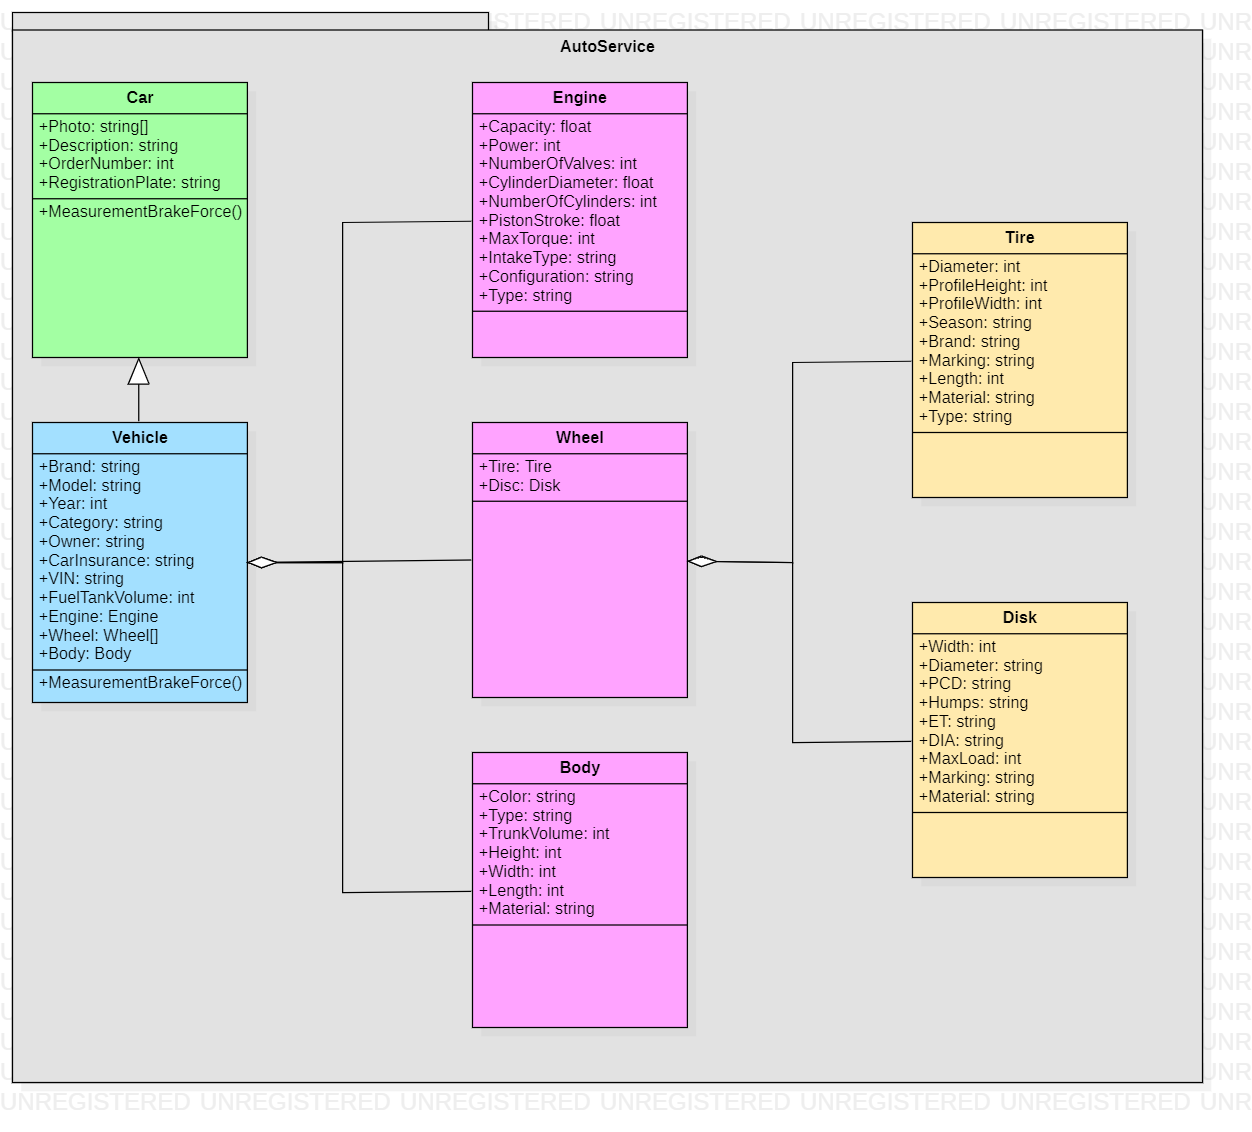 AutoService
Car
+Photo: string[]
+Description: string
+OrderNumber: int
+RegistrationPlate: string
+MeasurementBrakeForce()
Vehicle
+Brand: string
+Model: string
+Year: int
+Category: string
+Owner: string
+CarInsurance: string
+VIN: string
+FuelTankVolume: int
+Engine: Engine
+Wheel: Wheel[]
+Body: Body
+MeasurementBrakeForce()
Engine
+Capacity: float
+Power: int
+NumberOfValves: int
+CylinderDiameter: float
+NumberOfCylinders: int
+PistonStroke: float
+MaxTorque: int
+IntakeType: string
+Configuration: string
+Type: string
Wheel
+Tire: Tire
+Disc: Disk
Body
+Color: string
+Type: string
+TrunkVolume: int
+Height: int
+Width: int
+Length: int
+Material: string
Tire
+Diameter: int
+ProfileHeight: int
+ProfileWidth: int
+Season: string
+Brand: string
+Marking: string
+Length: int
+Material: string
+Type: string
Disk
+Width: int
+Diameter: string
+PCD: string
+Humps: string
+ET: string
+DIA: string
+MaxLoad: int
+Marking: string
+Material: string
UNREGISTERED UNREGISTERED UNREGISTERED UNREGISTERED UNREGISTERED UNREGISTERED UNR